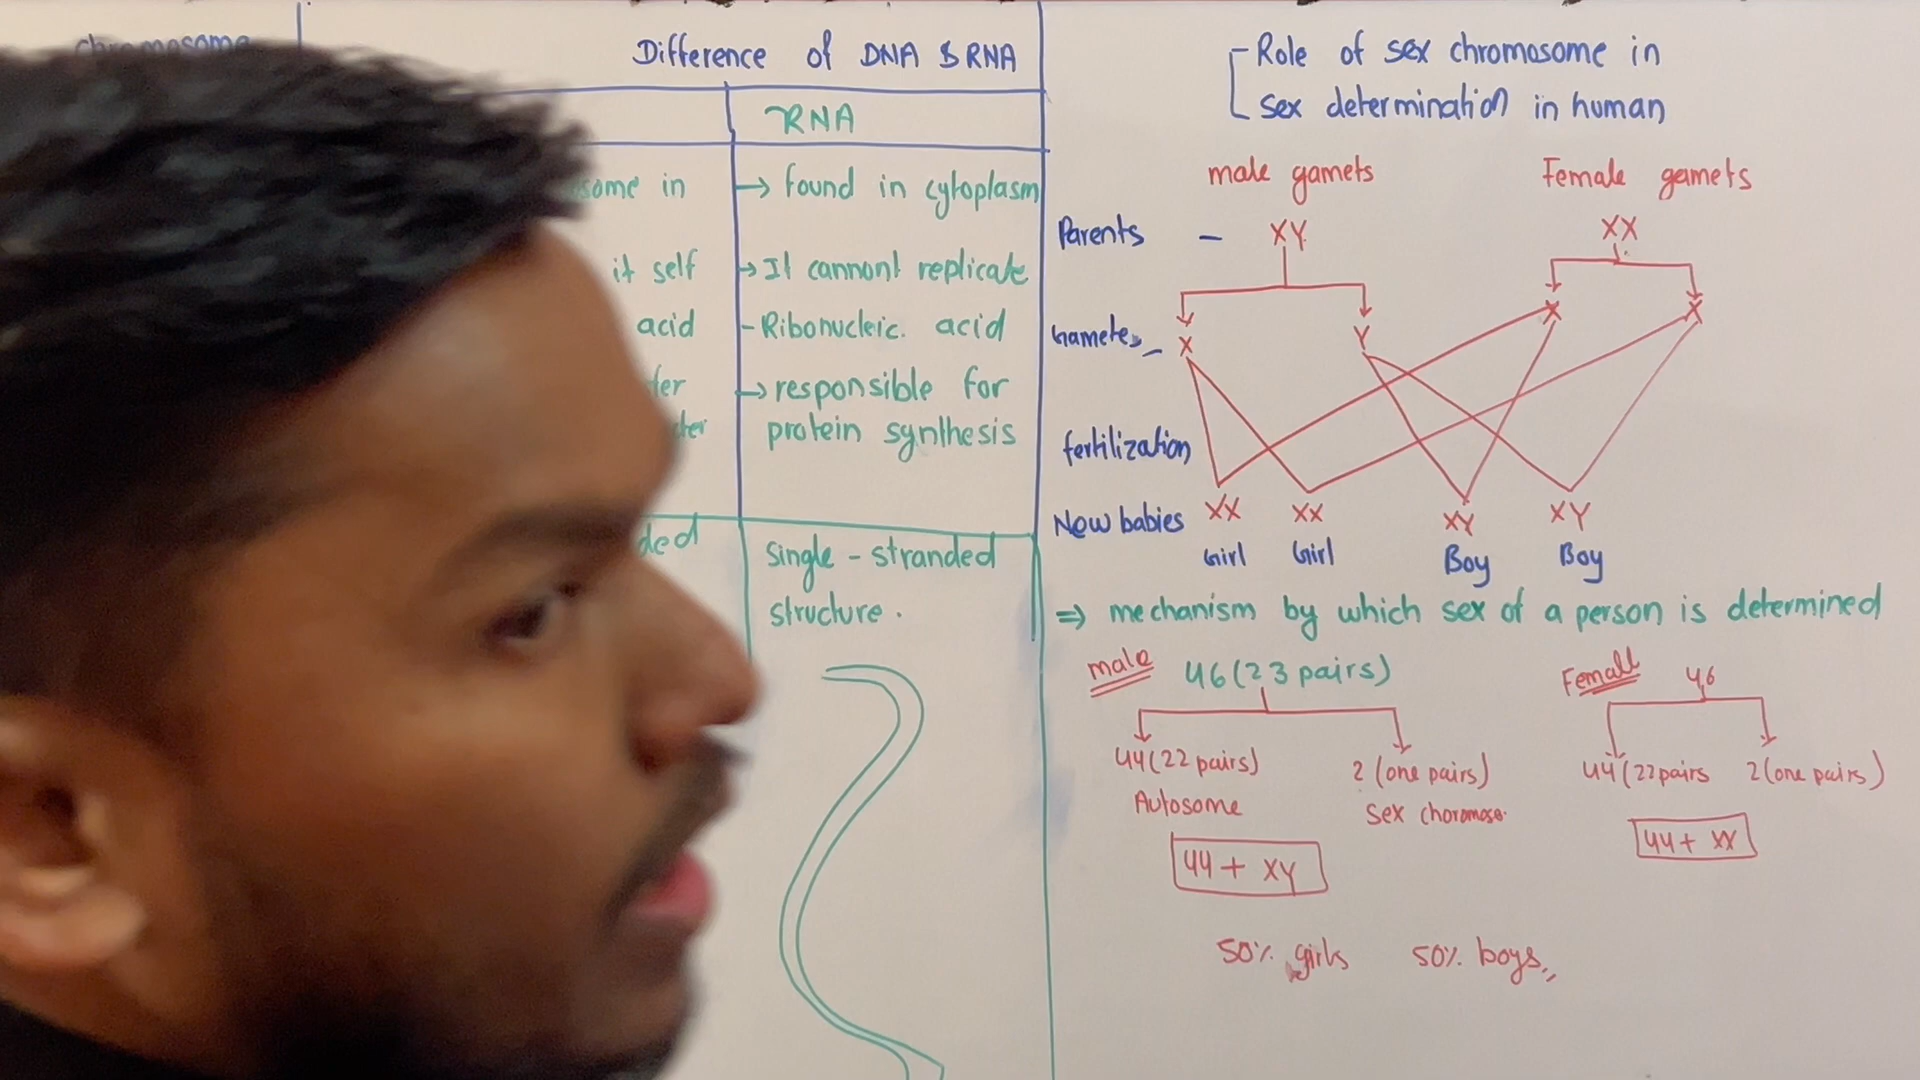 chromosome
Difference of DNA & RNA
RNA
some in
→ found in cytoplasm
it self
→ It cannont replicate
acid
- Ribonucleic. acid
→ responsible for
protein synthesis
ded
Single - stranded
structure.
Role of sex chromosome in
sex determination in human
male gamets
Female gamets
Parents - XY
XX
Gametes - X Y X X
fertilization
New babies XX XX XY XY
Girl Girl Boy Boy
⇒ mechanism by which sex of a person is determined
male 46 (23 pairs)
Female 46
44 (22 pairs) 2 (one pairs)
44 (22 pairs 2 (one pairs)
Autosome Sex choromoso.
44 + XY
44 + XX
50% girls 50% boys